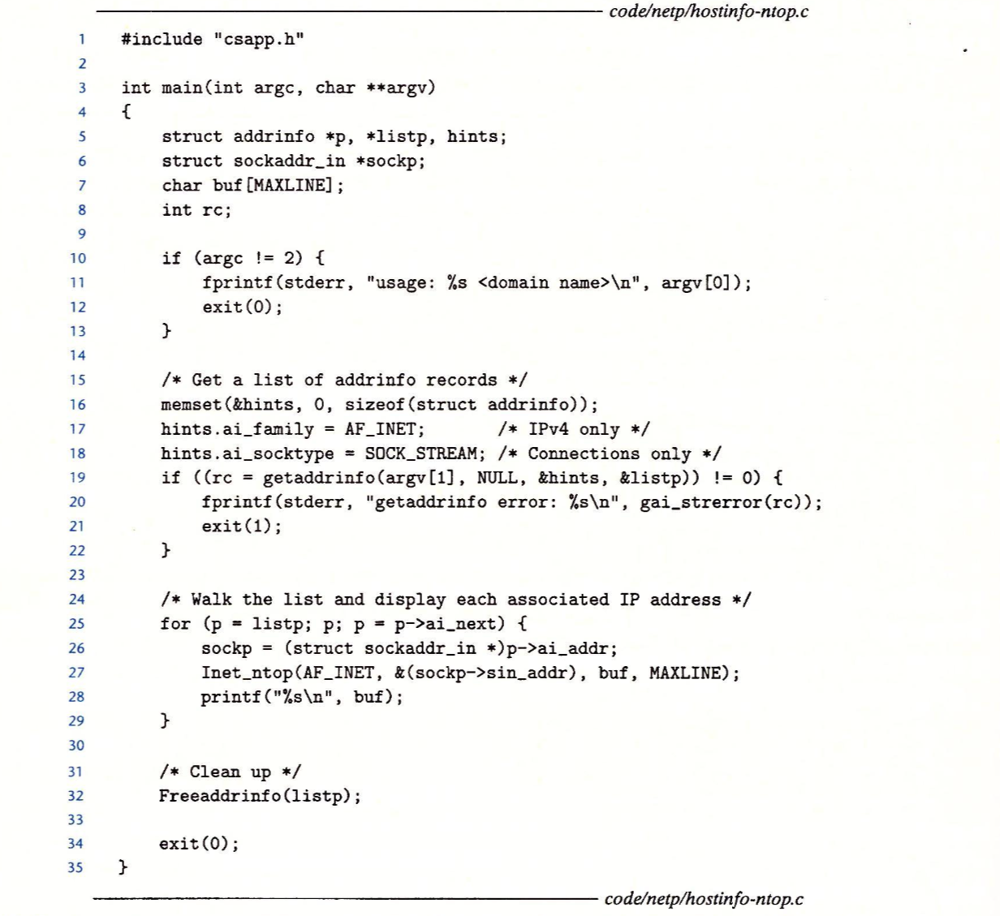 code/netp/hostinfo-ntop.c
1 #include "csapp.h"
2
3 int main(int argc, char **argv)
4 {
5     struct addrinfo *p, *listp, hints;
6     struct sockaddr_in *sockp;
7     char buf[MAXLINE];
8     int rc;
9
10     if (argc != 2) {
11         fprintf(stderr, "usage: %s <domain name>\n", argv[0]);
12         exit(0);
13     }
14
15     /* Get a list of addrinfo records */
16     memset(&hints, 0, sizeof(struct addrinfo));
17     hints.ai_family = AF_INET;       /* IPv4 only */
18     hints.ai_socktype = SOCK_STREAM; /* Connections only */
19     if ((rc = getaddrinfo(argv[1], NULL, &hints, &listp)) != 0) {
20         fprintf(stderr, "getaddrinfo error: %s\n", gai_strerror(rc));
21         exit(1);
22     }
23
24     /* Walk the list and display each associated IP address */
25     for (p = listp; p; p = p->ai_next) {
26         sockp = (struct sockaddr_in *)p->ai_addr;
27         Inet_ntop(AF_INET, &(sockp->sin_addr), buf, MAXLINE);
28         printf("%s\n", buf);
29     }
30
31     /* Clean up */
32     Freeaddrinfo(listp);
33
34     exit(0);
35 }
code/netp/hostinfo-ntop.c